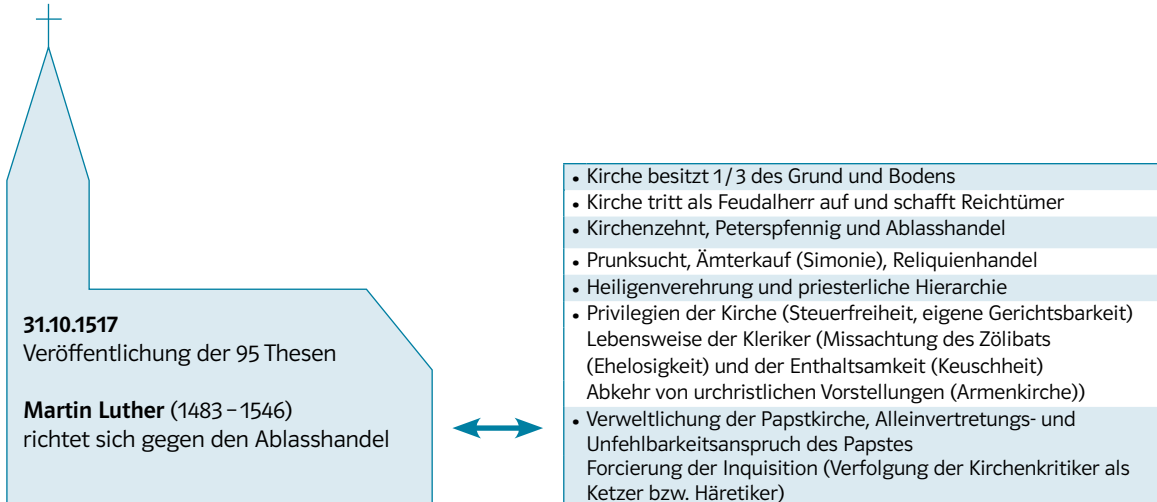 31.10.1517
Veröffentlichung der 95 Thesen
Martin Luther (1483–1546)
richtet sich gegen den Ablasshandel
• Kirche besitzt 1/3 des Grund und Bodens
• Kirche tritt als Feudalherr auf und schafft Reichtümer
• Kirchenzehnt, Peterspfennig und Ablasshandel
• Prunksucht, Ämterkauf (Simonie), Reliquienhandel
• Heiligenverehrung und priesterliche Hierarchie
• Privilegien der Kirche (Steuerfreiheit, eigene Gerichtsbarkeit)
Lebensweise der Kleriker (Missachtung des Zölibats
(Ehelosigkeit) und der Enthaltsamkeit (Keuschheit)
Abkehr von urchristlichen Vorstellungen (Armenkirche))
• Verweltlichung der Papstkirche, Alleinvertretungs- und
Unfehlbarkeitsanspruch des Papstes
Forcierung der Inquisition (Verfolgung der Kirchenkritiker als
Ketzer bzw. Häretiker)